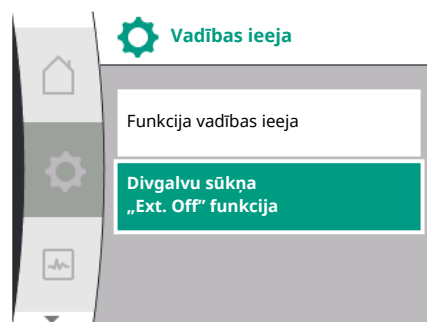 Vadības ieeja
Funkcija vadības ieeja
Divgalvu sūkņa
„Ext. Off” funkcija